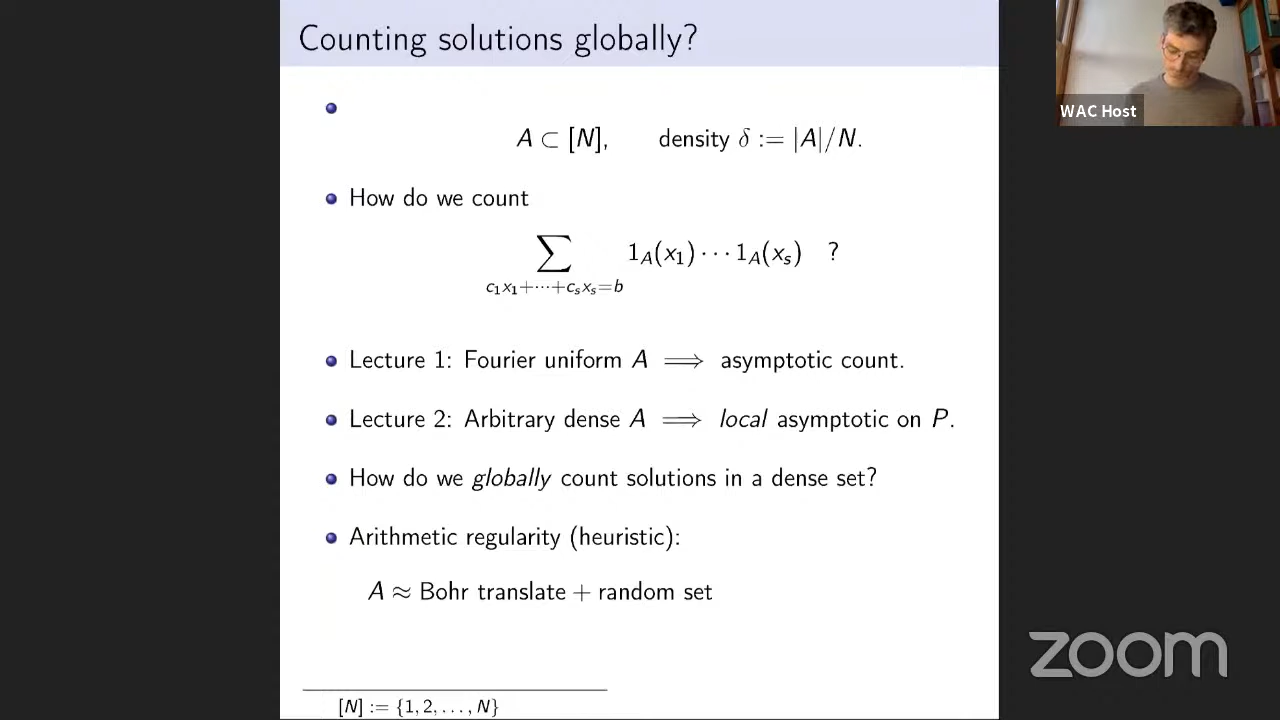 Counting solutions globally?
A ⊂ [N], density δ := |A|/N.
How do we count
∑ 1_A(x_1) ··· 1_A(x_s) ?
c_1x_1+···+c_sx_s=b
Lecture 1: Fourier uniform A ⟹ asymptotic count.
Lecture 2: Arbitrary dense A ⟹ local asymptotic on P.
How do we globally count solutions in a dense set?
Arithmetic regularity (heuristic):
A ≈ Bohr translate + random set
[N] := {1, 2, . . . , N}
WAC Host
zoom